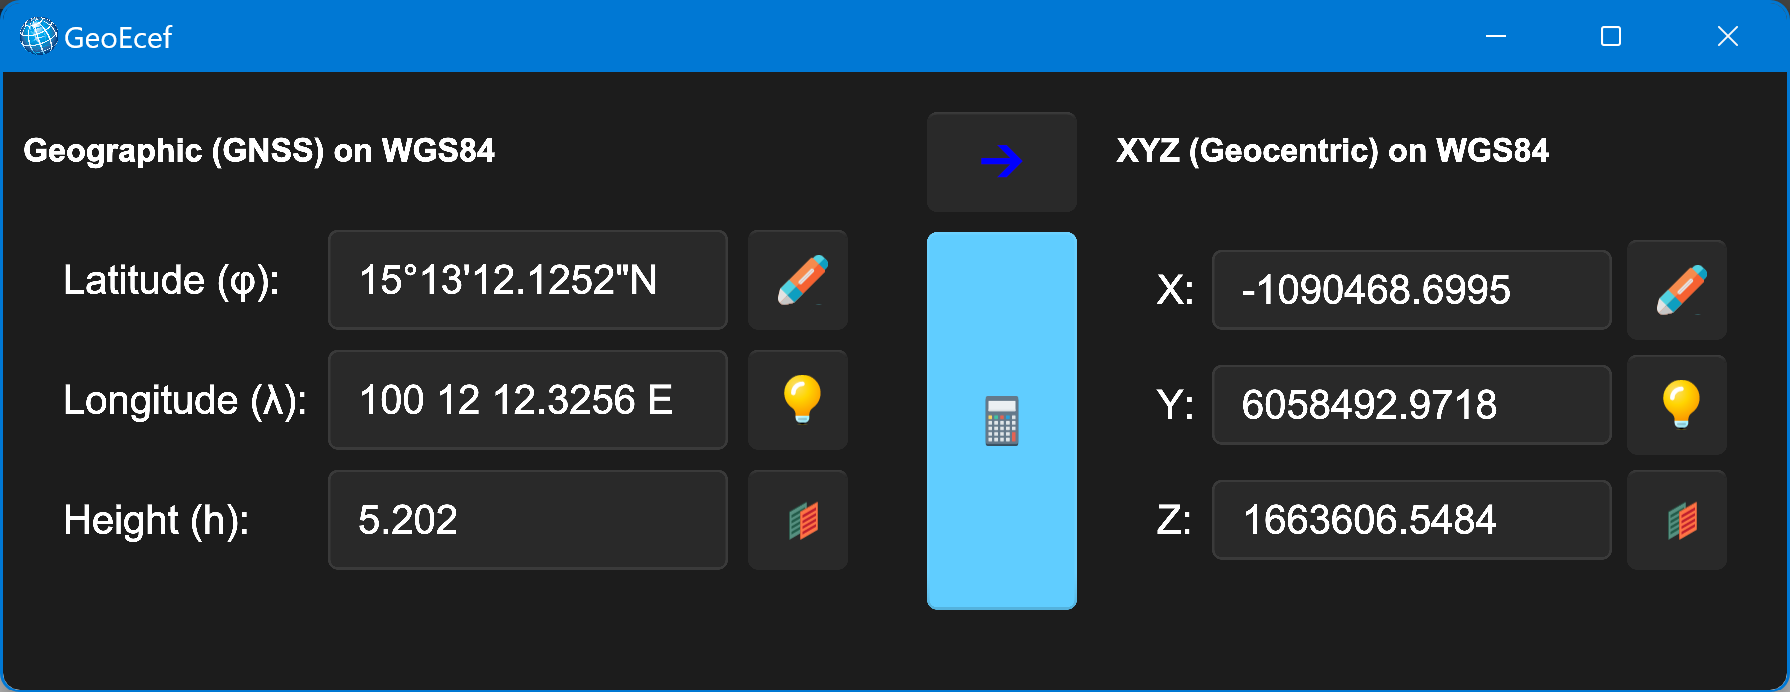 GeoEcef
Geographic (GNSS) on WGS84
Latitude (φ): 15°13'12.1252"N
Longitude (λ): 100 12 12.3256 E
Height (h): 5.202
XYZ (Geocentric) on WGS84
X: -1090468.6995
Y: 6058492.9718
Z: 1663606.5484